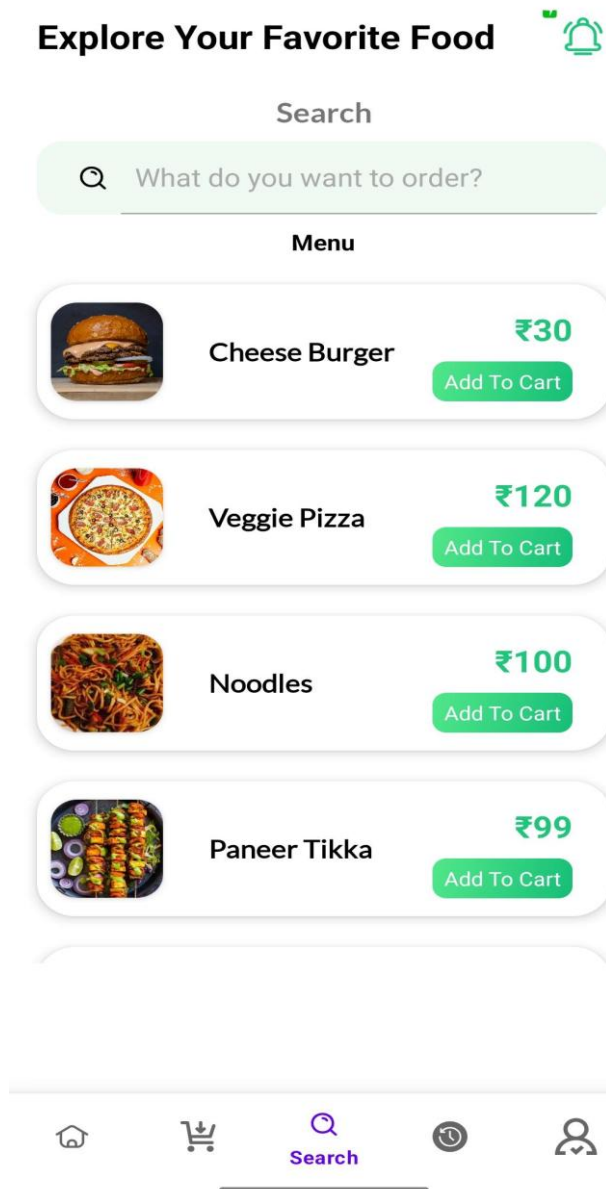 Explore Your Favorite Food
Search
What do you want to order?
Menu
Cheese Burger
₹30
Add To Cart
Veggie Pizza
₹120
Add To Cart
Noodles
₹100
Add To Cart
Paneer Tikka
₹99
Add To Cart
Search